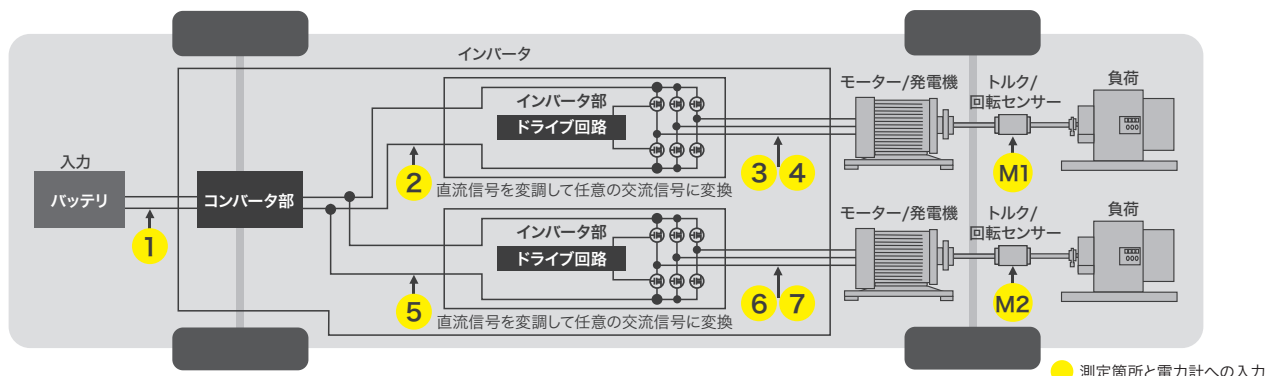 インバータ
入力
バッテリ
1
コンバータ部
2
インバータ部
ドライブ回路
直流信号を変調して任意の交流信号に変換
3 4
モーター/発電機
トルク/
回転センサー
M1
負荷
5
インバータ部
ドライブ回路
直流信号を変調して任意の交流信号に変換
6 7
モーター/発電機
トルク/
回転センサー
M2
負荷
測定箇所と電力計への入力